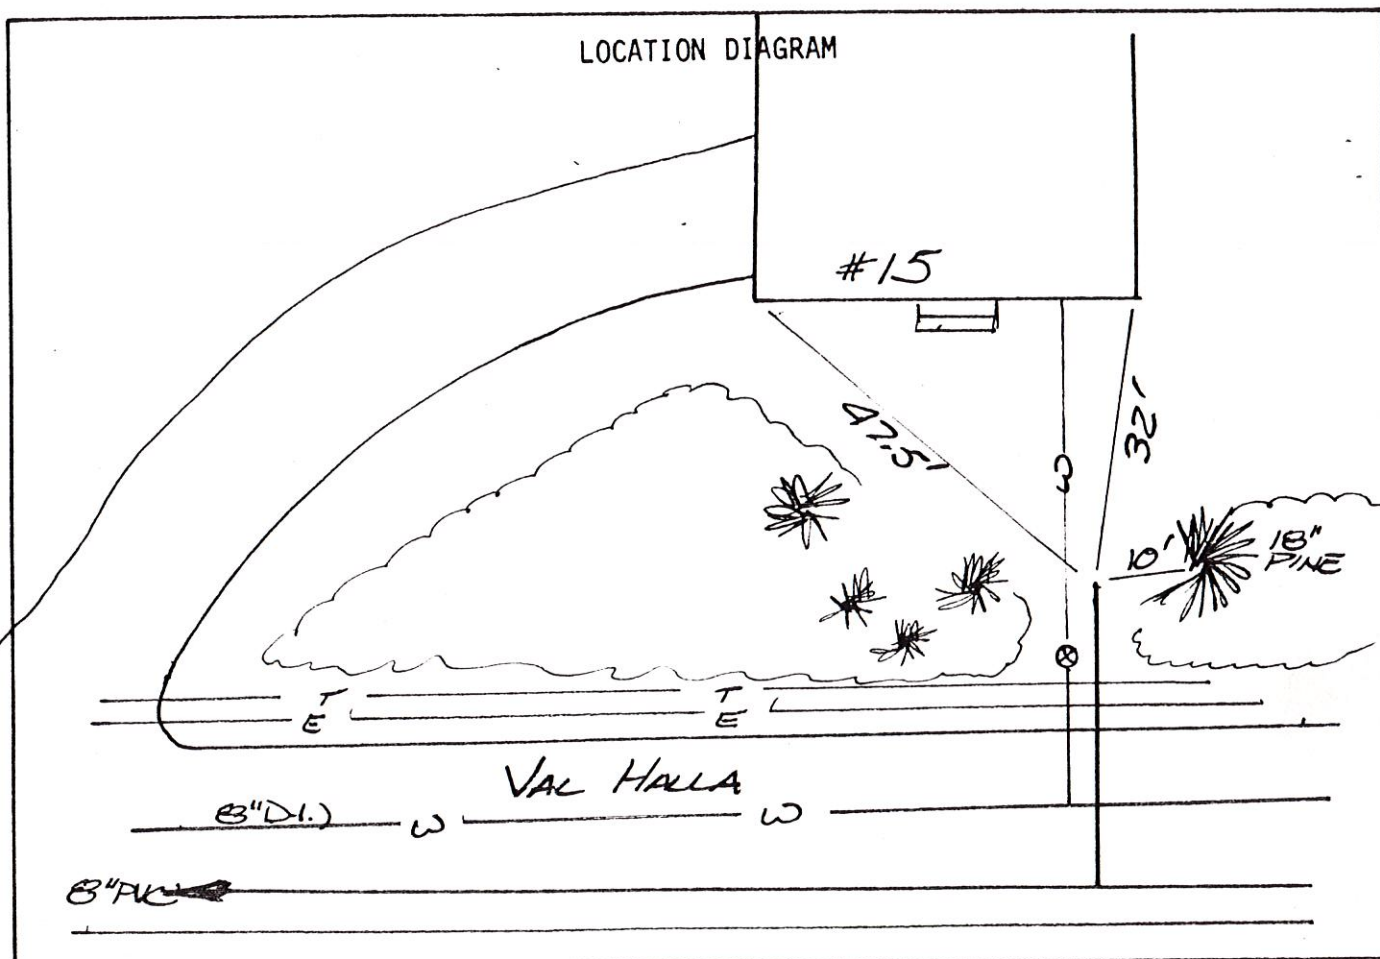 LOCATION DIAGRAM
#15
47.5'
32'
W
10'
18"
PINE
T
T
E
E
VAL HALLA
8"D.I.)
W
W
8"PVC